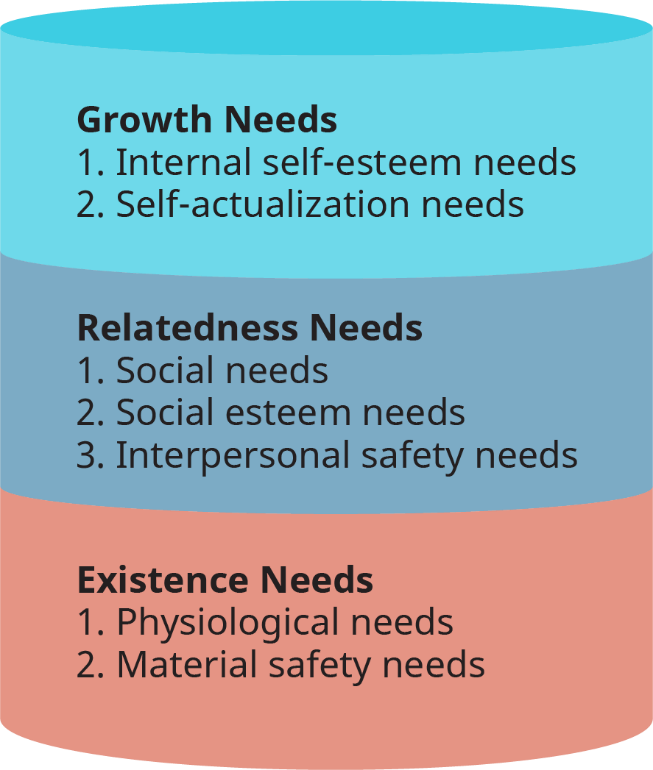 Growth Needs
1. Internal self-esteem needs
2. Self-actualization needs
Relatedness Needs
1. Social needs
2. Social esteem needs
3. Interpersonal safety needs
Existence Needs
1. Physiological needs
2. Material safety needs